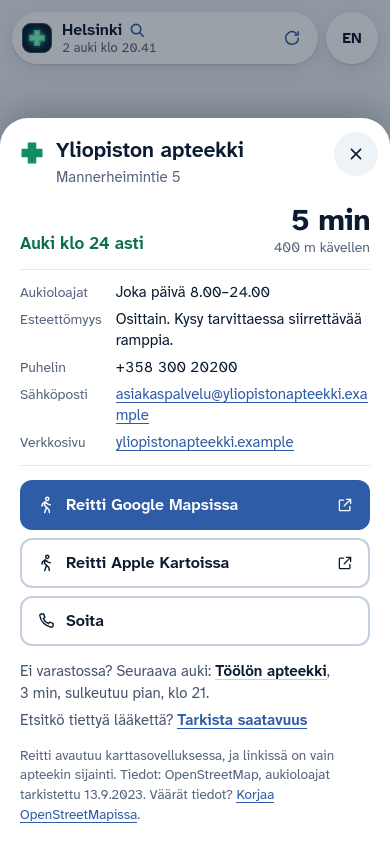 Helsinki
2 auki klo 20.41
EN
Yliopiston apteekki
Mannerheimintie 5
5 min
Auki klo 24 asti
400 m kävellen
Aukioloajat
Joka päivä 8.00–24.00
Esteettömyys
Osittain. Kysy tarvittaessa siirrettävää
ramppia.
Puhelin
+358 300 20200
Sähköposti
asiakaspalvelu@yliopistonapteekki.exa
mple
Verkkosivu
yliopistonapteekki.example
Reitti Google Mapsissa
Reitti Apple Kartoissa
Soita
Ei varastossa? Seuraava auki: Töölön apteekki,
3 min, sulkeutuu pian, klo 21.
Etsitkö tiettyä lääkettä? Tarkista saatavuus
Reitti avautuu karttasovelluksessa, ja linkissä on vain
apteekin sijainti. Tiedot: OpenStreetMap, aukioloajat
tarkistettu 13.9.2023. Väärät tiedot? Korjaa
OpenStreetMapissa.